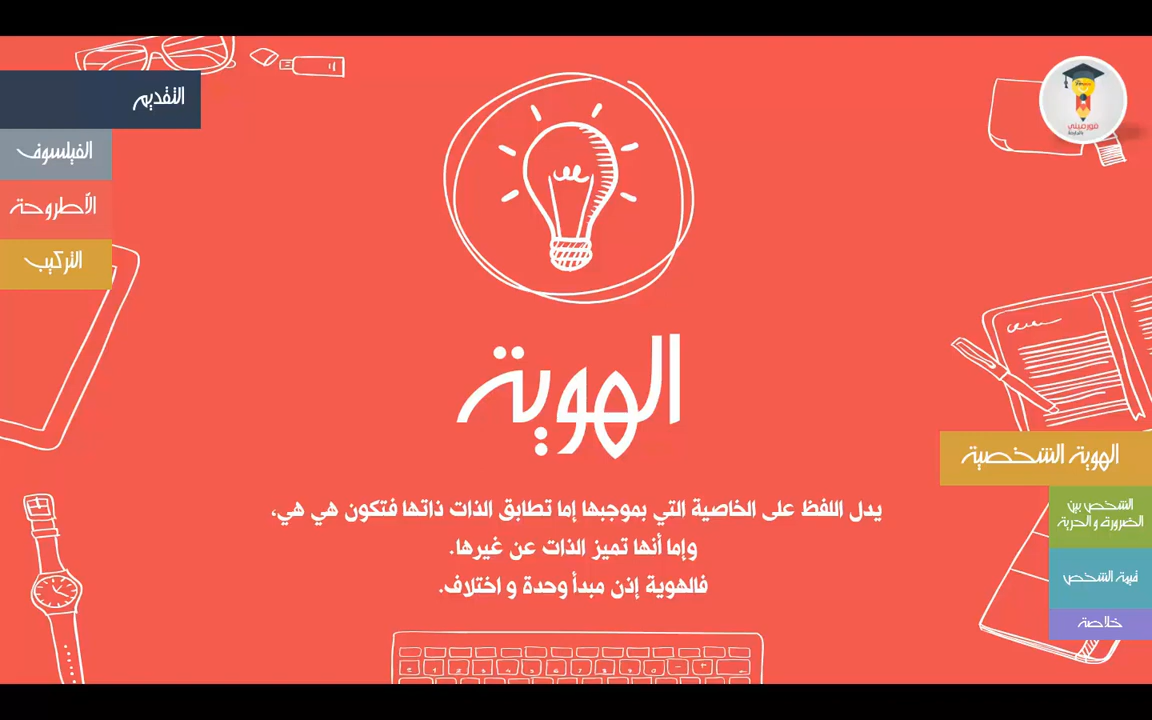 التقديم
الفيلسوف
الأطروحة
التركيب
فورميني
الهوية
يدل اللفظ على الخاصية التي بموجبها إما تطابق الذات ذاتها فتكون هي هي،
وإما أنها تميز الذات عن غيرها.
فالهوية إذن مبدأ وحدة و اختلاف.
الهوية الشخصية
الشخص بين
الضرورة و الحرية
قيمة الشخص
خلاصة